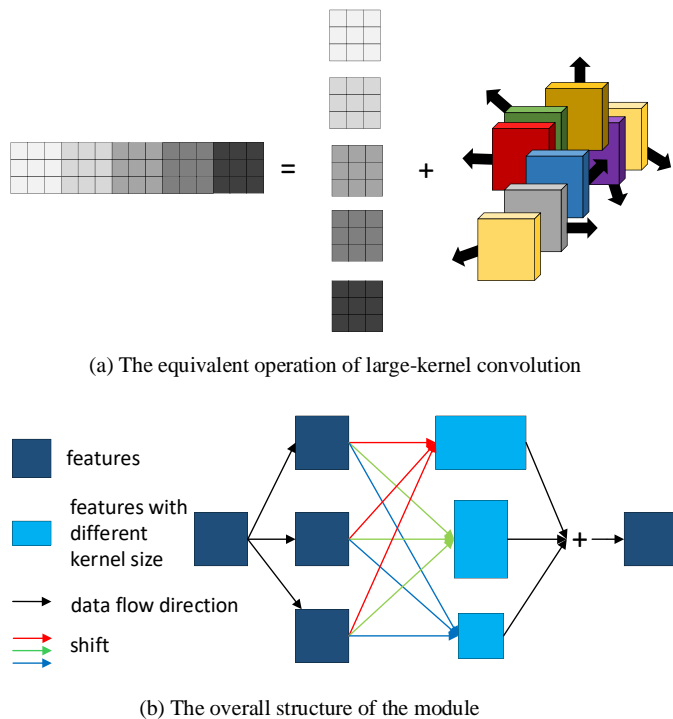 =
+
(a) The equivalent operation of large-kernel convolution
features
features with
different
kernel size
+
data flow direction
shift
(b) The overall structure of the module